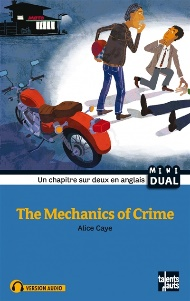 MINI
DUAL
Un chapitre sur deux en anglais
The Mechanics of Crime
Alice Caye
VERSION AUDIO
talents
hauts